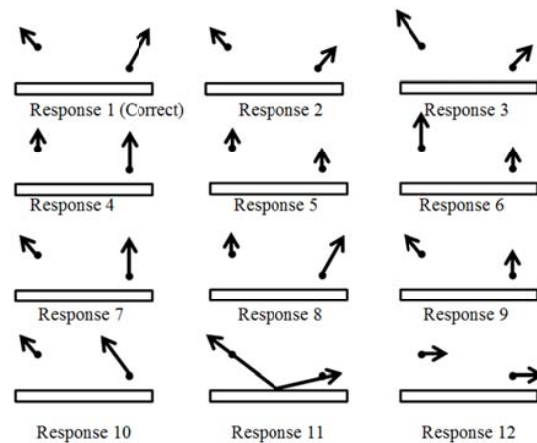 Response 1 (Correct)
Response 2
Response 3
Response 4
Response 5
Response 6
Response 7
Response 8
Response 9
Response 10
Response 11
Response 12